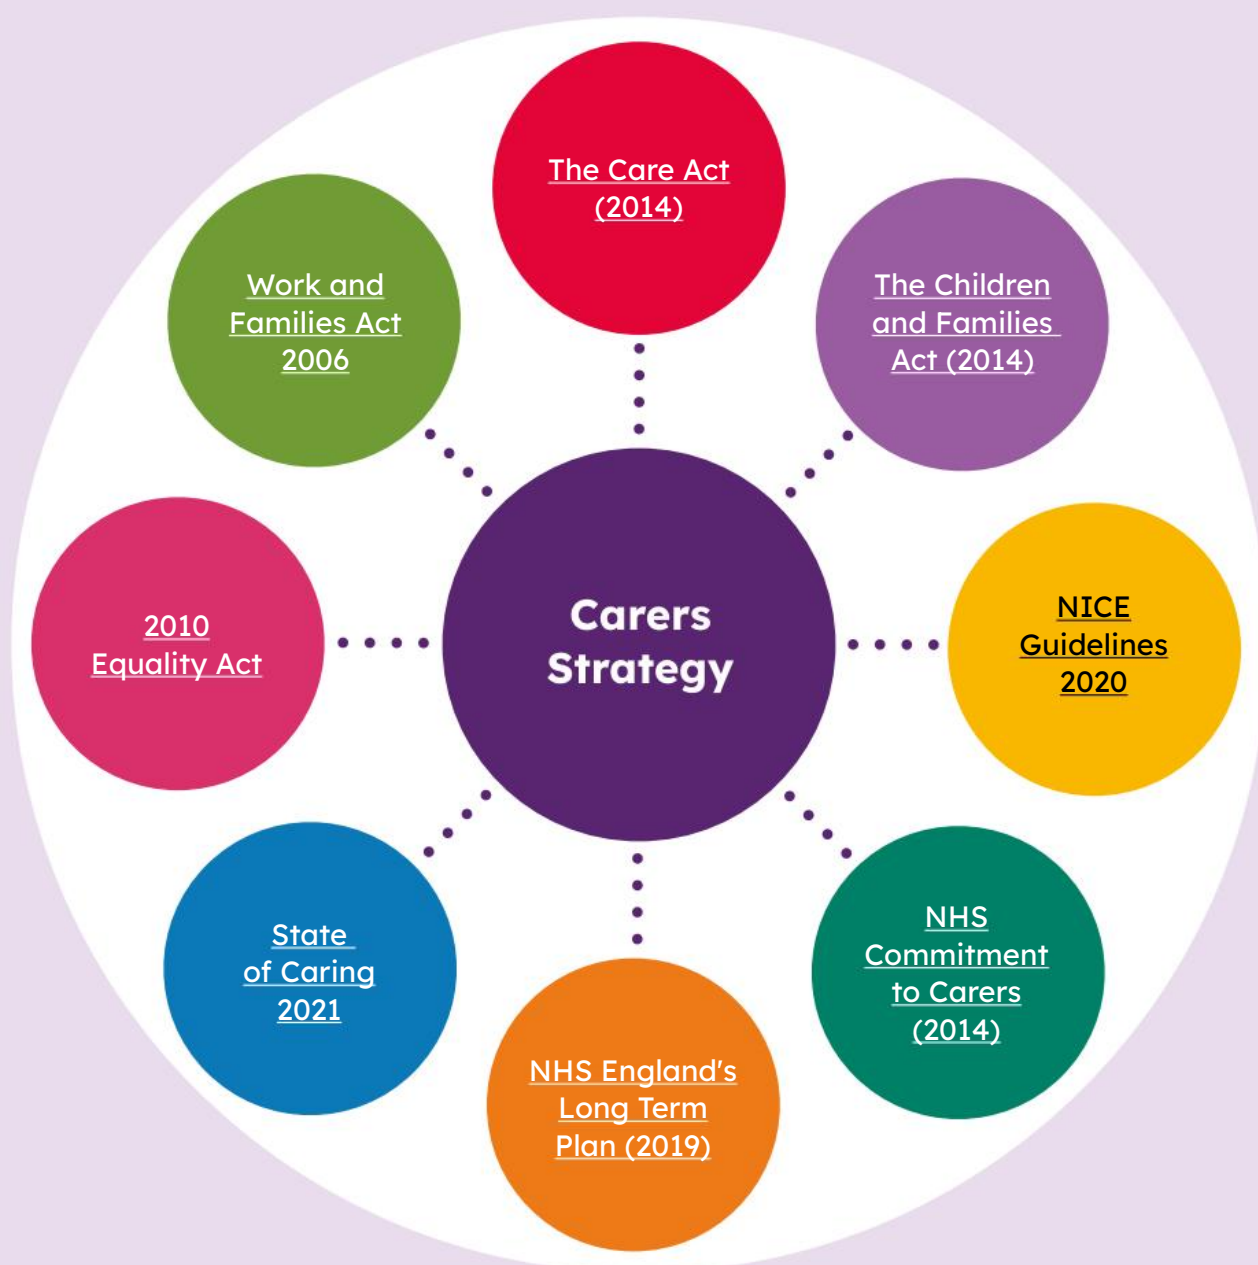 The Care Act
(2014)
The Children
and Families
Act (2014)
NICE
Guidelines
2020
NHS
Commitment
to Carers
(2014)
NHS England's
Long Term
Plan (2019)
State
of Caring
2021
2010
Equality Act
Work and
Families Act
2006
Carers
Strategy